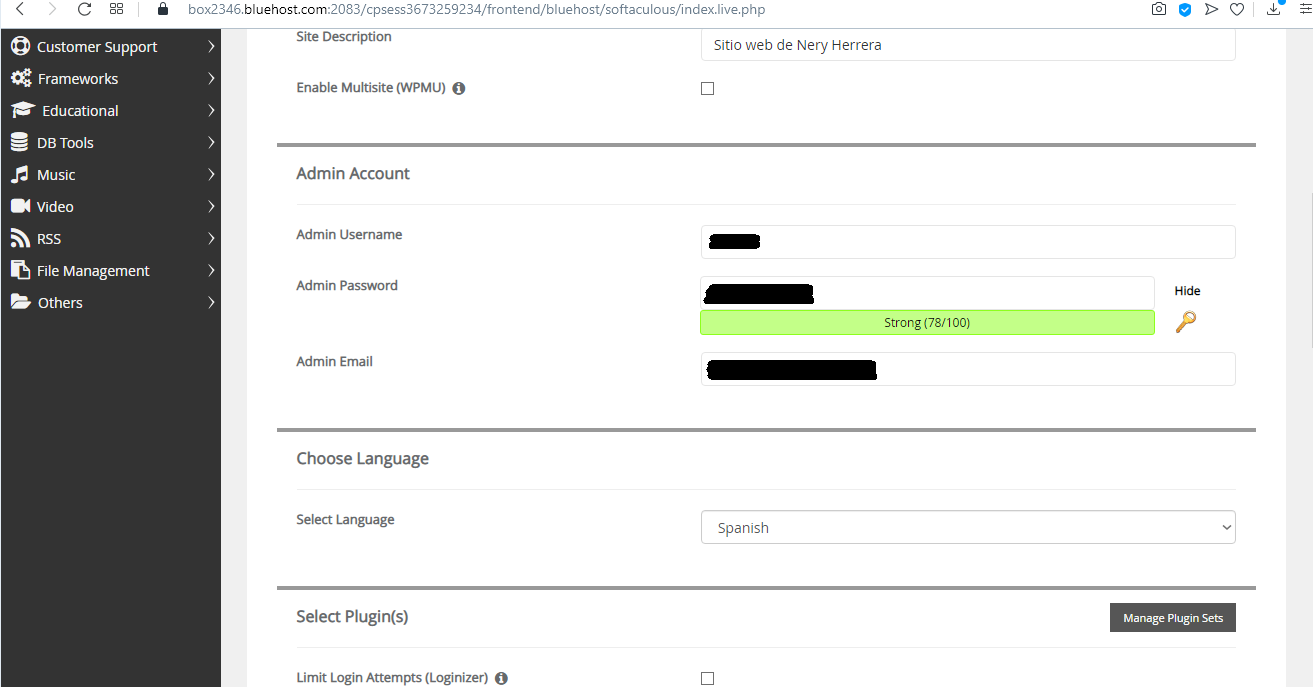 box2346.bluehost.com:2083/cpsess3673259234/frontend/bluehost/softaculous/index.live.php
Customer Support
Frameworks
Educational
DB Tools
Music
Video
RSS
File Management
Others
Site Description
Sitio web de Nery Herrera
Enable Multisite (WPMU)
Admin Account
Admin Username
Admin Password
Hide
Strong (78/100)
Admin Email
Choose Language
Select Language
Spanish
Select Plugin(s)
Manage Plugin Sets
Limit Login Attempts (Loginizer)